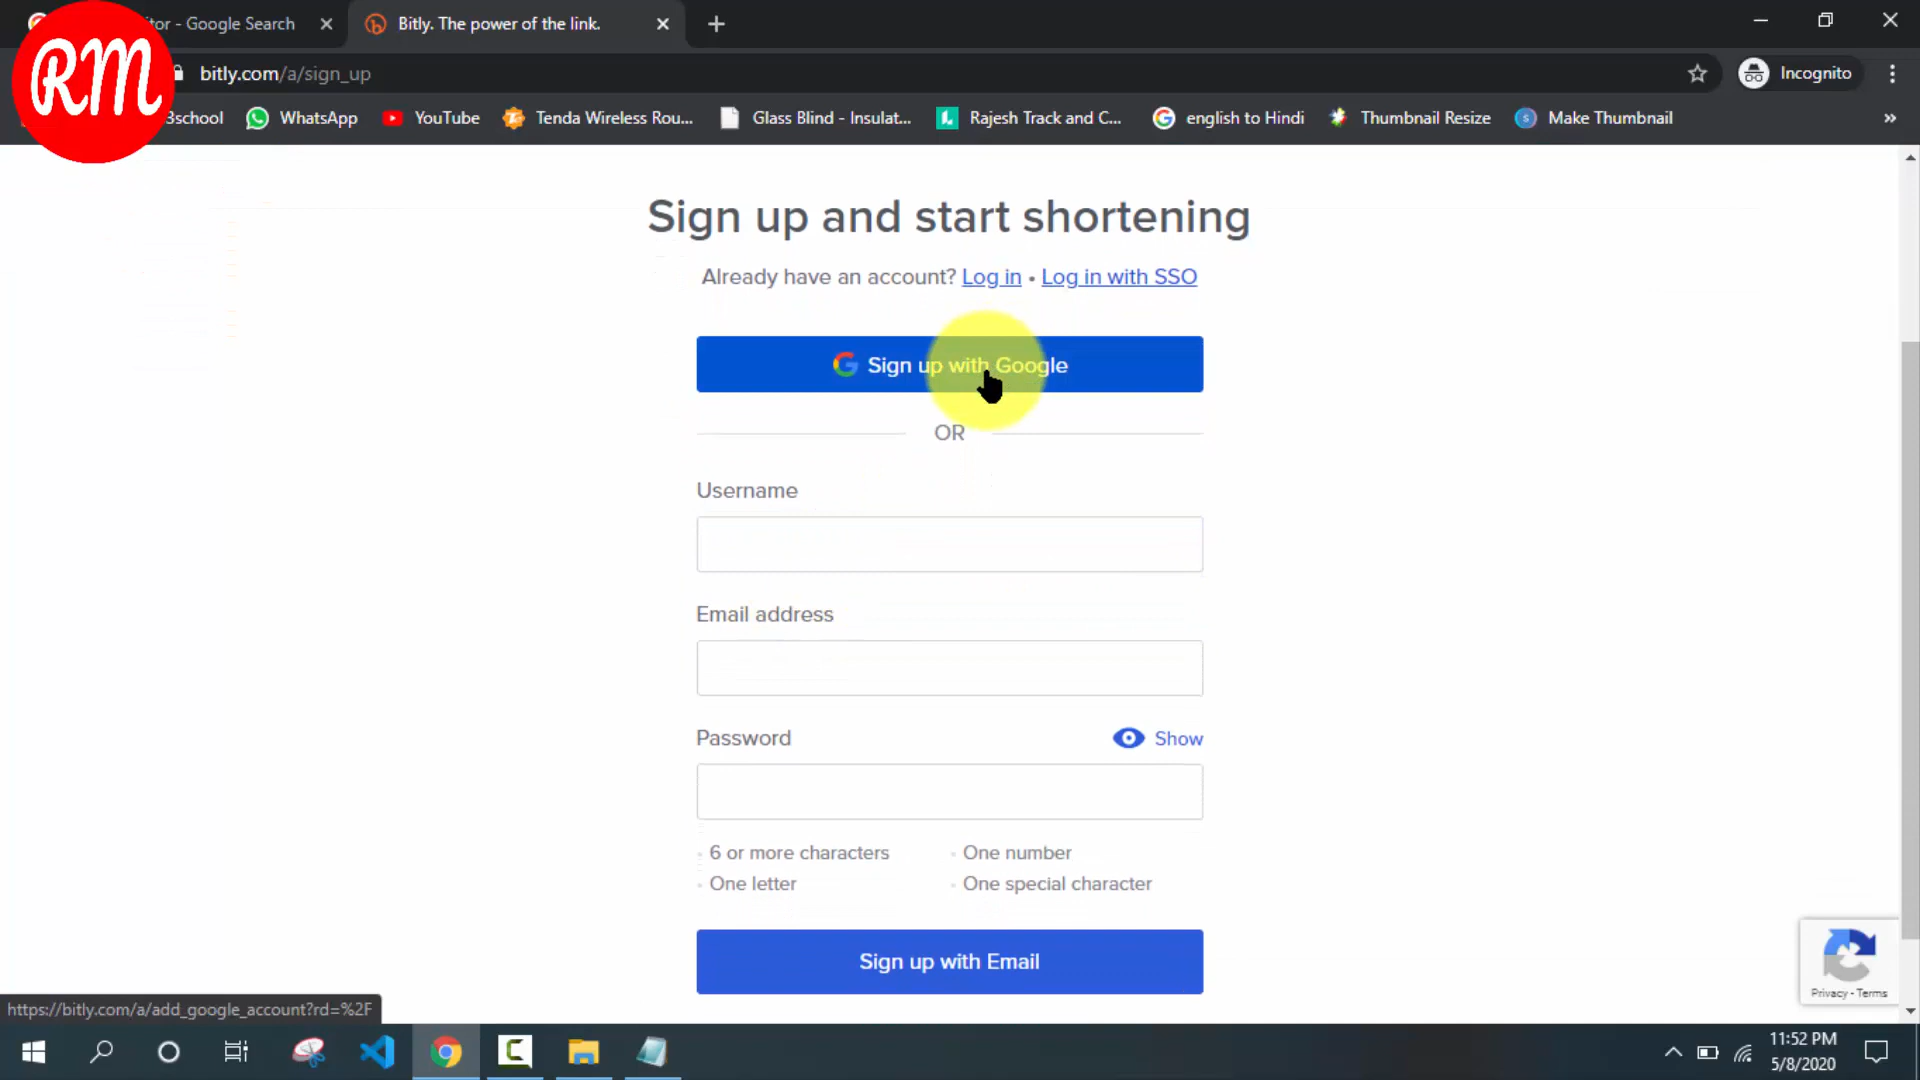 tor - Google Search
Bitly. The power of the link.
RM
bitly.com/a/sign_up
Incognito
3school
WhatsApp
YouTube
Tenda Wireless Rou...
Glass Blind - Insulat...
Rajesh Track and C...
english to Hindi
Thumbnail Resize
Make Thumbnail
»
Sign up and start shortening
Already have an account? Log in • Log in with SSO
Sign up with Google
OR
Username
Email address
Password
Show
6 or more characters
One number
One letter
One special character
Sign up with Email
Privacy - Terms
https://bitly.com/a/add_google_account?rd=%2F
11:52 PM
5/8/2020